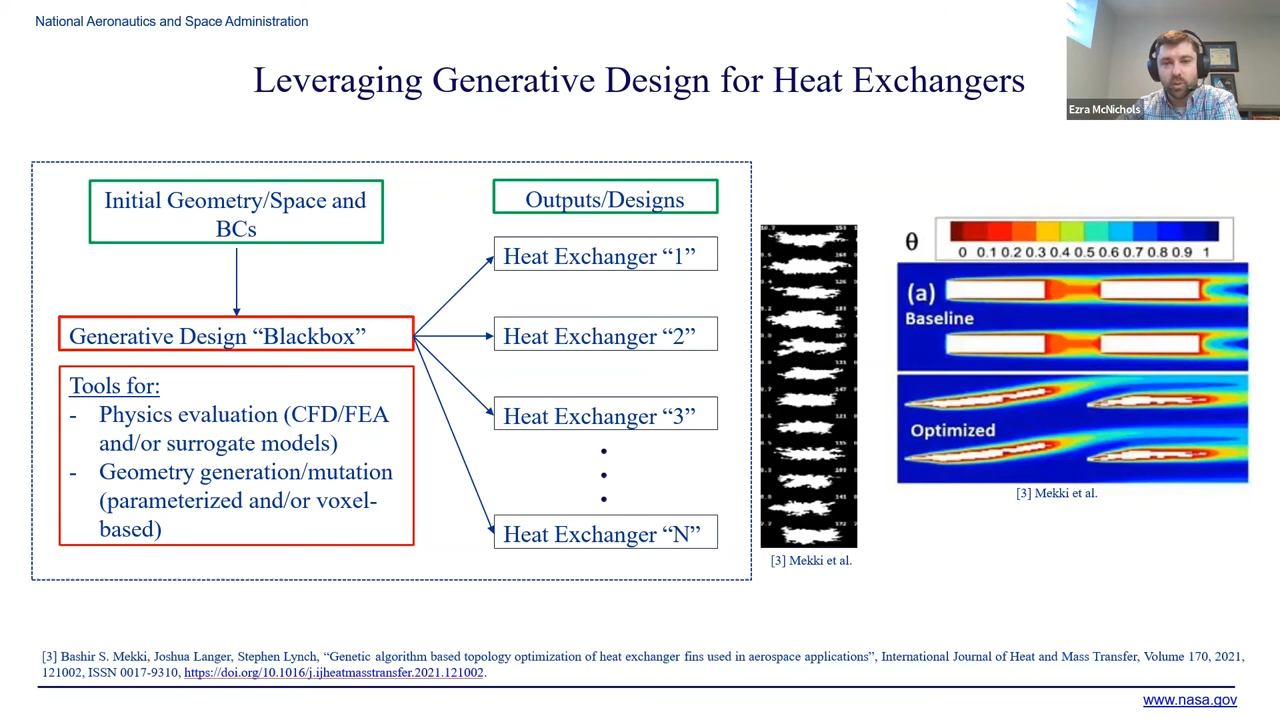 National Aeronautics and Space Administration
Leveraging Generative Design for Heat Exchangers
Ezra McNichols
Initial Geometry/Space and
BCs
Generative Design “Blackbox”
Tools for:
- Physics evaluation (CFD/FEA
and/or surrogate models)
- Geometry generation/mutation
(parameterized and/or voxel-
based)
Outputs/Designs
Heat Exchanger “1”
Heat Exchanger “2”
Heat Exchanger “3”
Heat Exchanger “N”
[3] Mekki et al.
θ
0 0.1 0.2 0.3 0.4 0.5 0.6 0.7 0.8 0.9 1
(a)
Baseline
Optimized
[3] Mekki et al.
[3] Bashir S. Mekki, Joshua Langer, Stephen Lynch, “Genetic algorithm based topology optimization of heat exchanger fins used in aerospace applications”, International Journal of Heat and Mass Transfer, Volume 170, 2021,
121002, ISSN 0017-9310, https://doi.org/10.1016/j.ijheatmasstransfer.2021.121002.
www.nasa.gov